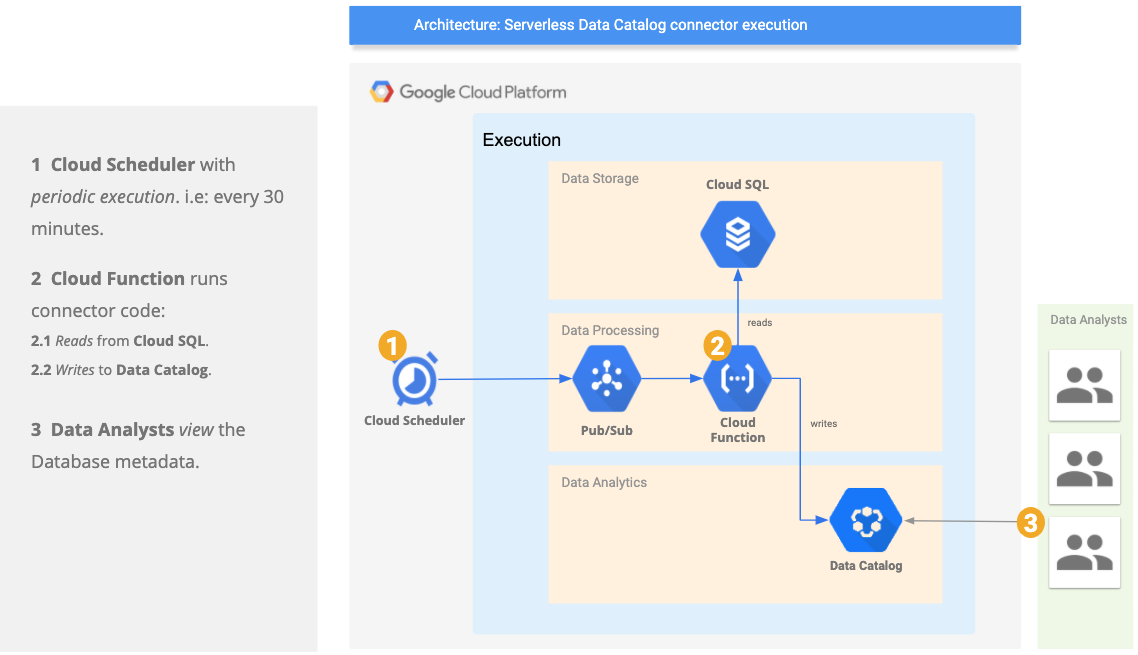 Architecture: Serverless Data Catalog connector execution
Google Cloud Platform
1 Cloud Scheduler with
periodic execution. i.e: every 30
minutes.
2 Cloud Function runs
connector code:
2.1 Reads from Cloud SQL.
2.2 Writes to Data Catalog.
3 Data Analysts view the
Database metadata.
Execution
Data Storage
Cloud SQL
reads
Data Processing
1
2
Cloud Scheduler
Pub/Sub
Cloud
Function
writes
Data Analytics
Data Catalog
3
Data Analysts